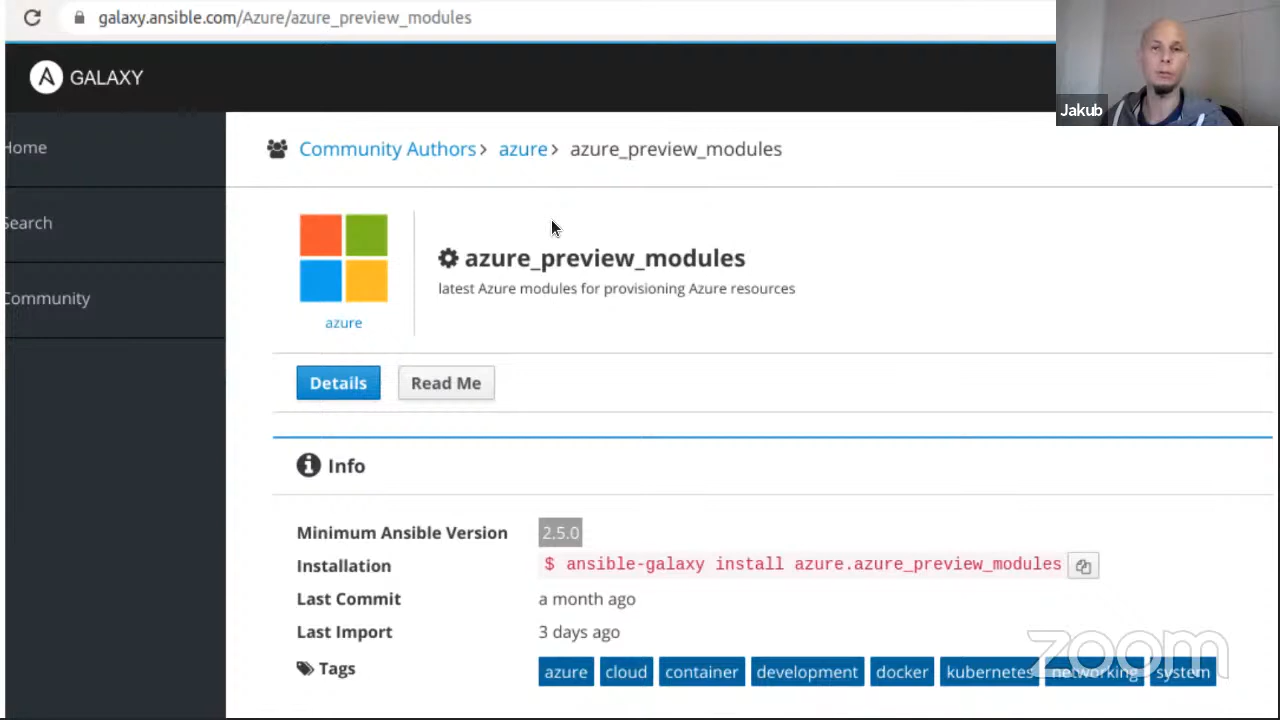 galaxy.ansible.com/Azure/azure_preview_modules
Jakub
A GALAXY
Home
Search
Community
Community Authors > azure > azure_preview_modules
azure
azure_preview_modules
latest Azure modules for provisioning Azure resources
Details Read Me
Info
Minimum Ansible Version 2.5.0
Installation $ ansible-galaxy install azure.azure_preview_modules
Last Commit a month ago
Last Import 3 days ago
Tags azure cloud container development docker kubernetes networking system
zoom